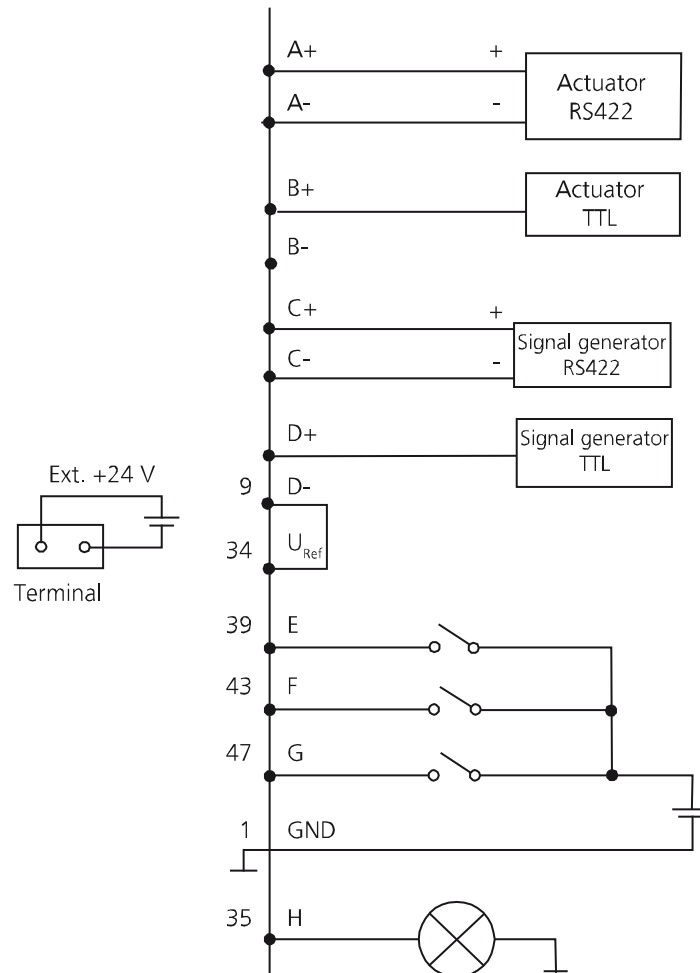 A+ +
Actuator
RS422
A- -
B+
Actuator
TTL
B-
C+ +
Signal generator
RS422
C- -
D+
Signal generator
TTL
Ext. +24 V
9 D-
34 URef
Terminal
39 E
43 F
47 G
1 GND
35 H